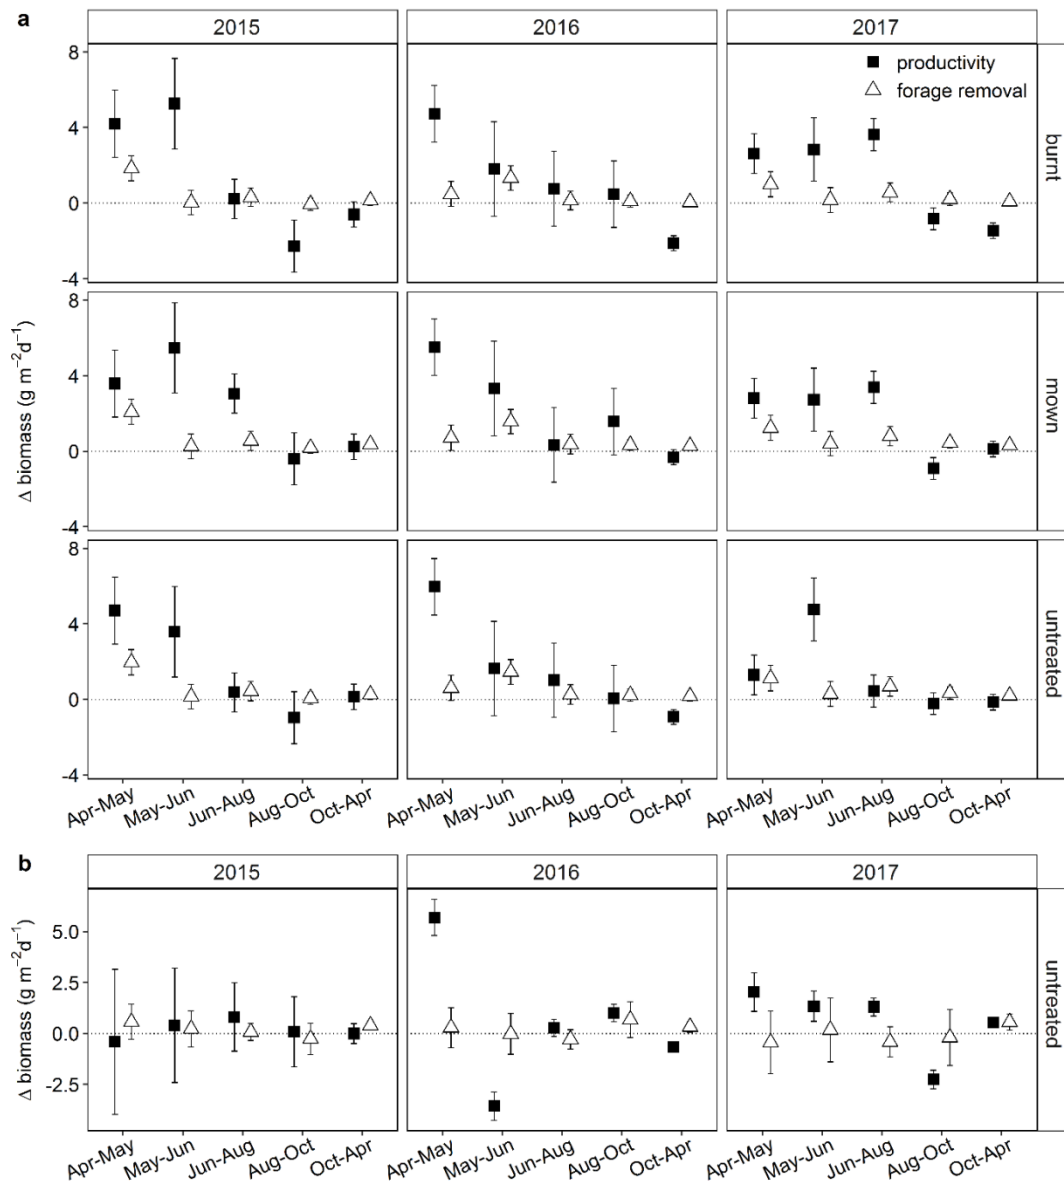 a
2015 2016 2017
8
4
0
-4
productivity
forage removal
burnt
8
4
0
-4
mown
Δ biomass (g m⁻²d⁻¹)
8
4
0
-4
untreated
Apr-May May-Jun Jun-Aug Aug-Oct Oct-Apr Apr-May May-Jun Jun-Aug Aug-Oct Oct-Apr Apr-May May-Jun Jun-Aug Aug-Oct Oct-Apr
b
2015 2016 2017
5.0
2.5
0.0
-2.5
Δ biomass (g m⁻²d⁻¹)
untreated
Apr-May May-Jun Jun-Aug Aug-Oct Oct-Apr Apr-May May-Jun Jun-Aug Aug-Oct Oct-Apr Apr-May May-Jun Jun-Aug Aug-Oct Oct-Apr